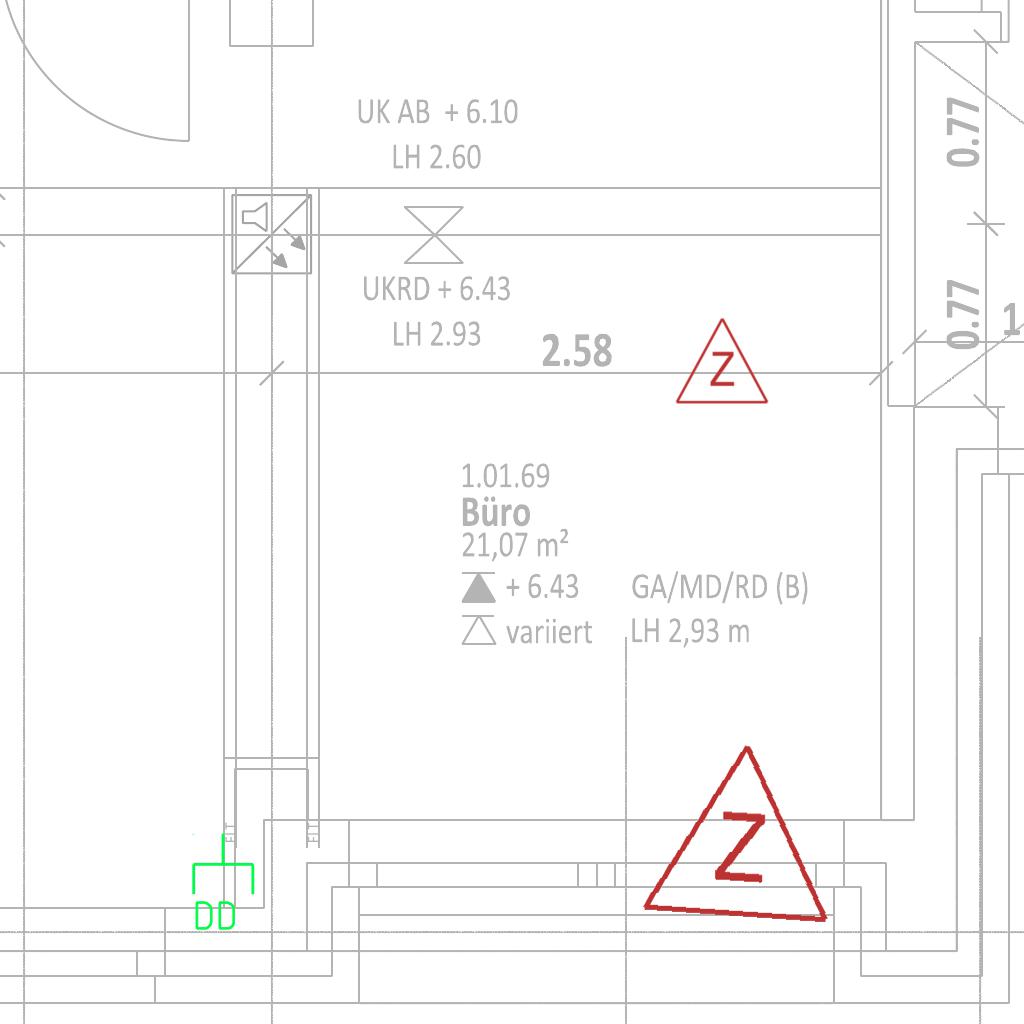 UK AB + 6.10
LH 2.60
0.77
UKRD + 6.43
LH 2.93
0.77
1
2.58
Z
1.01.69
Büro
21,07 m²
+ 6.43 GA/MD/RD (B)
variiert LH 2,93 m
Z
DD